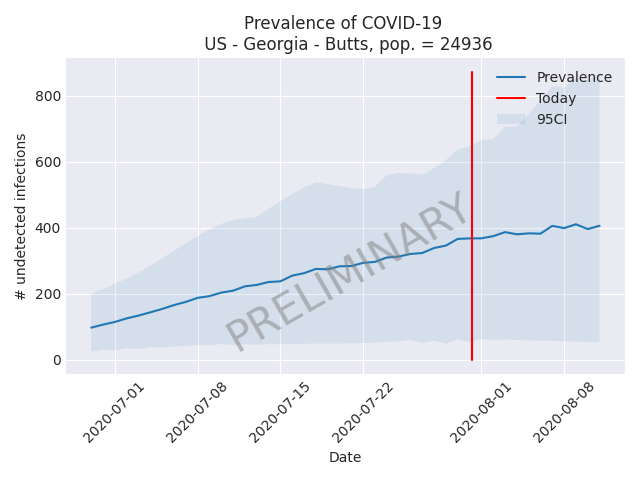 Prevalence of COVID-19
US - Georgia - Butts, pop. = 24936
Prevalence
Today
95CI
800
600
400
200
0
# undetected infections
PRELIMINARY
2020-07-01
2020-07-08
2020-07-15
2020-07-22
2020-08-01
2020-08-08
Date